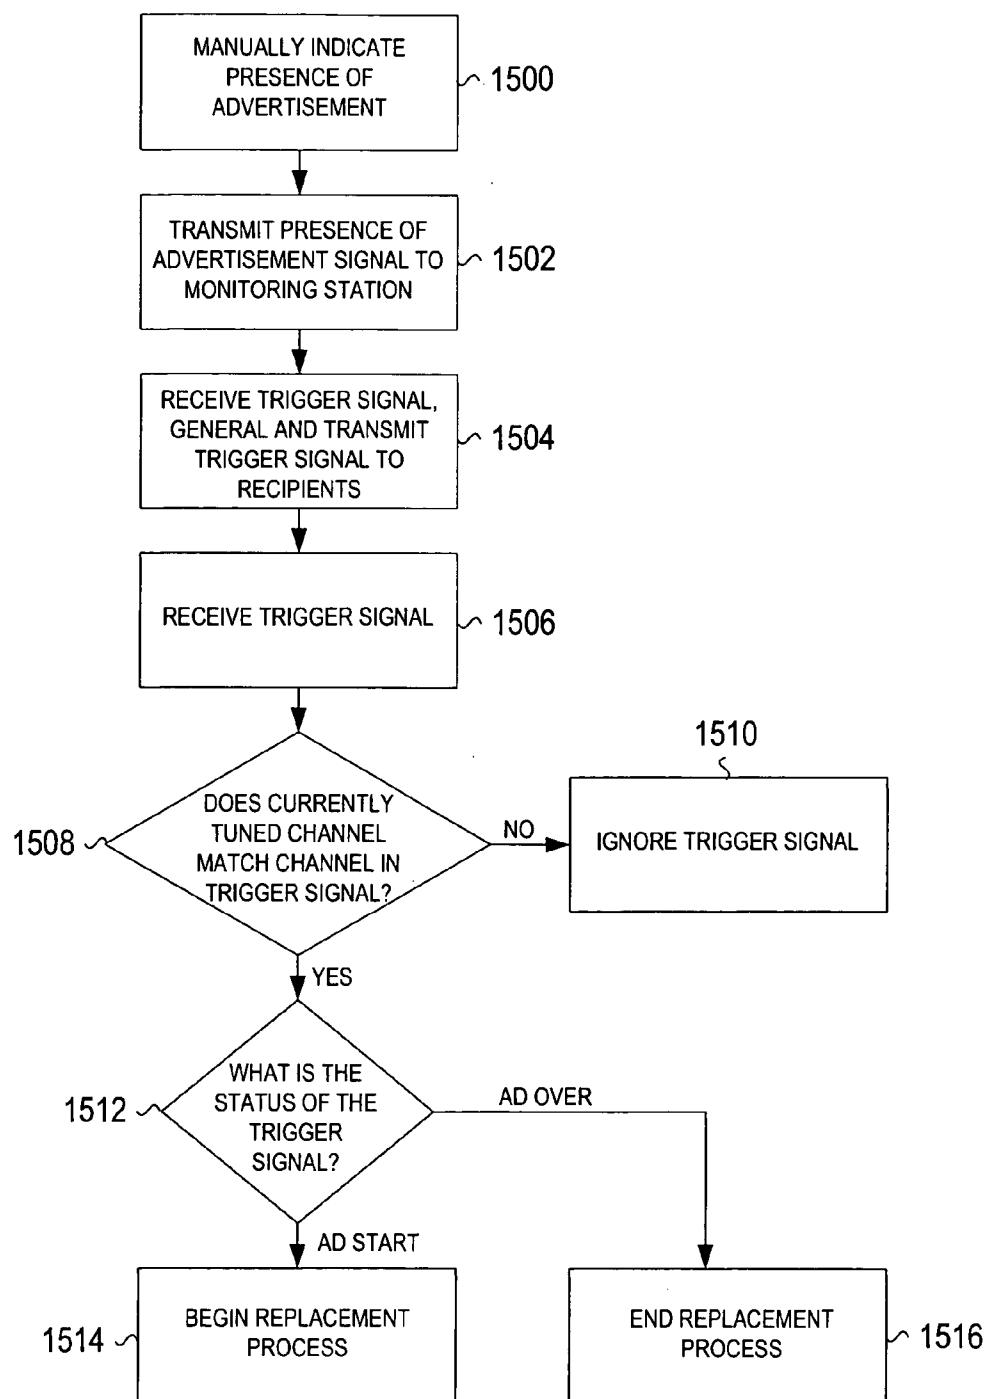 MANUALLY INDICATE
PRESENCE OF
ADVERTISEMENT
1500
TRANSMIT PRESENCE OF
ADVERTISEMENT SIGNAL TO
MONITORING STATION
1502
RECEIVE TRIGGER SIGNAL,
GENERAL AND TRANSMIT
TRIGGER SIGNAL TO
RECIPIENTS
1504
RECEIVE TRIGGER SIGNAL
1506
DOES CURRENTLY
TUNED CHANNEL
MATCH CHANNEL IN
TRIGGER SIGNAL?
1508
NO
1510
IGNORE TRIGGER SIGNAL
YES
WHAT IS THE
STATUS OF THE
TRIGGER
SIGNAL?
1512
AD OVER
AD START
BEGIN REPLACEMENT
PROCESS
1514
END REPLACEMENT
PROCESS
1516